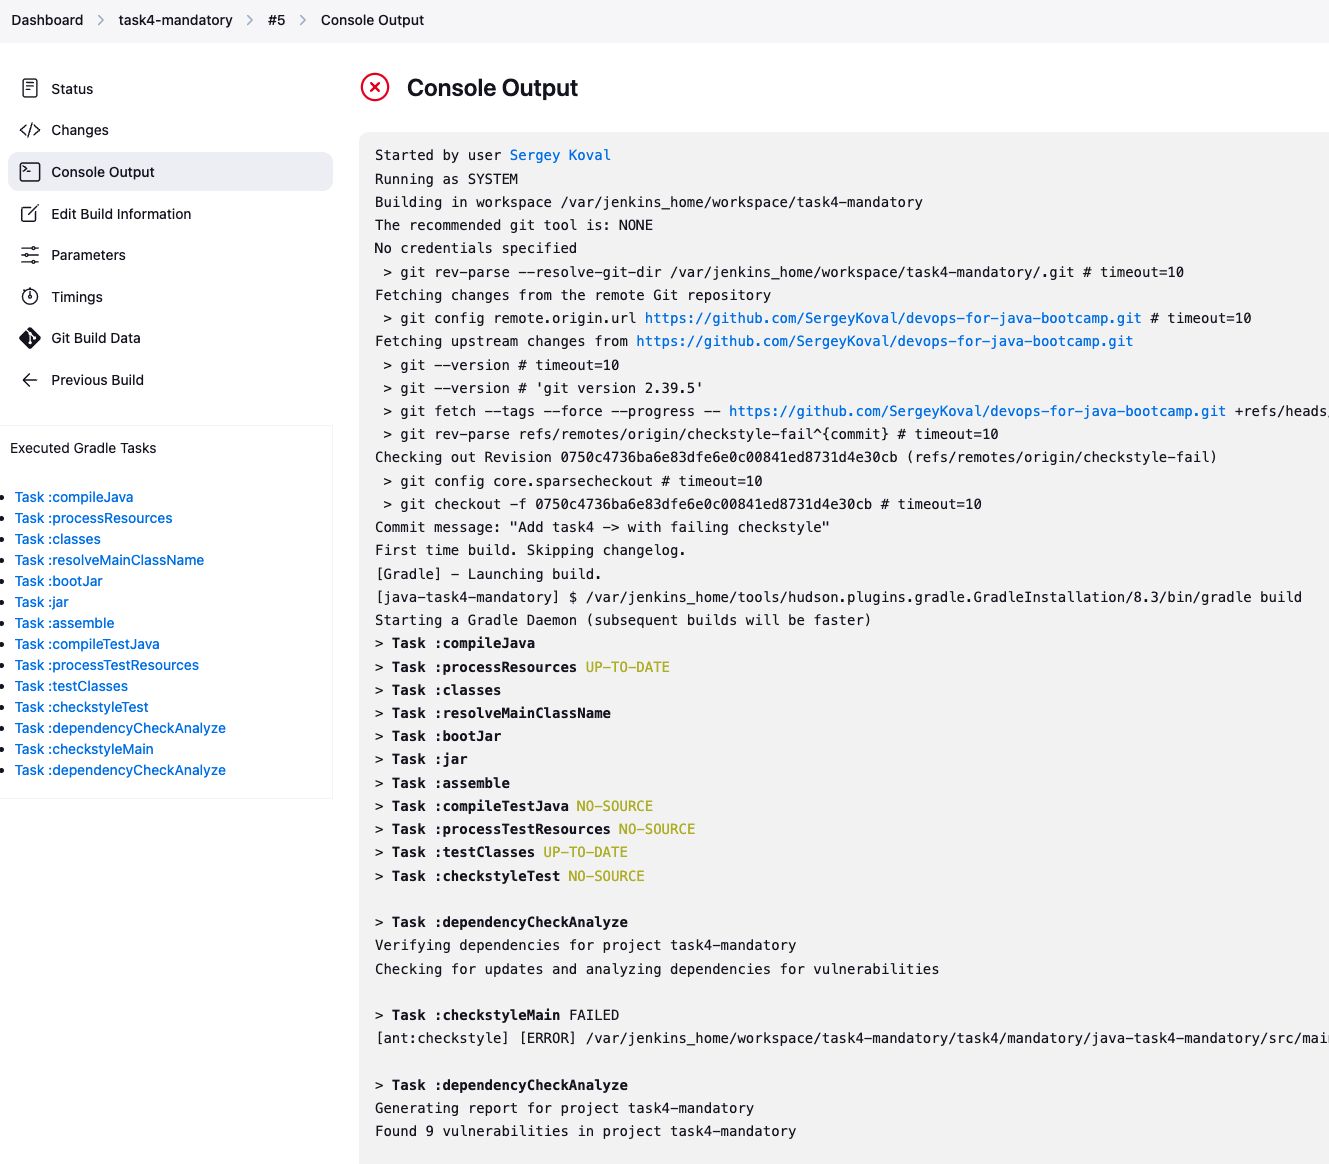 Dashboard > task4-mandatory > #5 > Console Output
Status
Changes
Console Output
Edit Build Information
Parameters
Timings
Git Build Data
Previous Build
Executed Gradle Tasks
Task :compileJava
Task :processResources
Task :classes
Task :resolveMainClassName
Task :bootJar
Task :jar
Task :assemble
Task :compileTestJava
Task :processTestResources
Task :testClasses
Task :checkstyleTest
Task :dependencyCheckAnalyze
Task :checkstyleMain
Task :dependencyCheckAnalyze
Console Output
Started by user Sergey Koval
Running as SYSTEM
Building in workspace /var/jenkins_home/workspace/task4-mandatory
The recommended git tool is: NONE
No credentials specified
 > git rev-parse --resolve-git-dir /var/jenkins_home/workspace/task4-mandatory/.git # timeout=10
Fetching changes from the remote Git repository
 > git config remote.origin.url https://github.com/SergeyKoval/devops-for-java-bootcamp.git # timeout=10
Fetching upstream changes from https://github.com/SergeyKoval/devops-for-java-bootcamp.git
 > git --version # timeout=10
 > git --version # 'git version 2.39.5'
 > git fetch --tags --force --progress -- https://github.com/SergeyKoval/devops-for-java-bootcamp.git +refs/heads/
 > git rev-parse refs/remotes/origin/checkstyle-fail^{commit} # timeout=10
Checking out Revision 0750c4736ba6e83dfe6e0c00841ed8731d4e30cb (refs/remotes/origin/checkstyle-fail)
 > git config core.sparsecheckout # timeout=10
 > git checkout -f 0750c4736ba6e83dfe6e0c00841ed8731d4e30cb # timeout=10
Commit message: "Add task4 -> with failing checkstyle"
First time build. Skipping changelog.
[Gradle] - Launching build.
[java-task4-mandatory] $ /var/jenkins_home/tools/hudson.plugins.gradle.GradleInstallation/8.3/bin/gradle build
Starting a Gradle Daemon (subsequent builds will be faster)
> Task :compileJava
> Task :processResources UP-TO-DATE
> Task :classes
> Task :resolveMainClassName
> Task :bootJar
> Task :jar
> Task :assemble
> Task :compileTestJava NO-SOURCE
> Task :processTestResources NO-SOURCE
> Task :testClasses UP-TO-DATE
> Task :checkstyleTest NO-SOURCE
> Task :dependencyCheckAnalyze
Verifying dependencies for project task4-mandatory
Checking for updates and analyzing dependencies for vulnerabilities
> Task :checkstyleMain FAILED
[ant:checkstyle] [ERROR] /var/jenkins_home/workspace/task4-mandatory/task4/mandatory/java-task4-mandatory/src/mai
> Task :dependencyCheckAnalyze
Generating report for project task4-mandatory
Found 9 vulnerabilities in project task4-mandatory